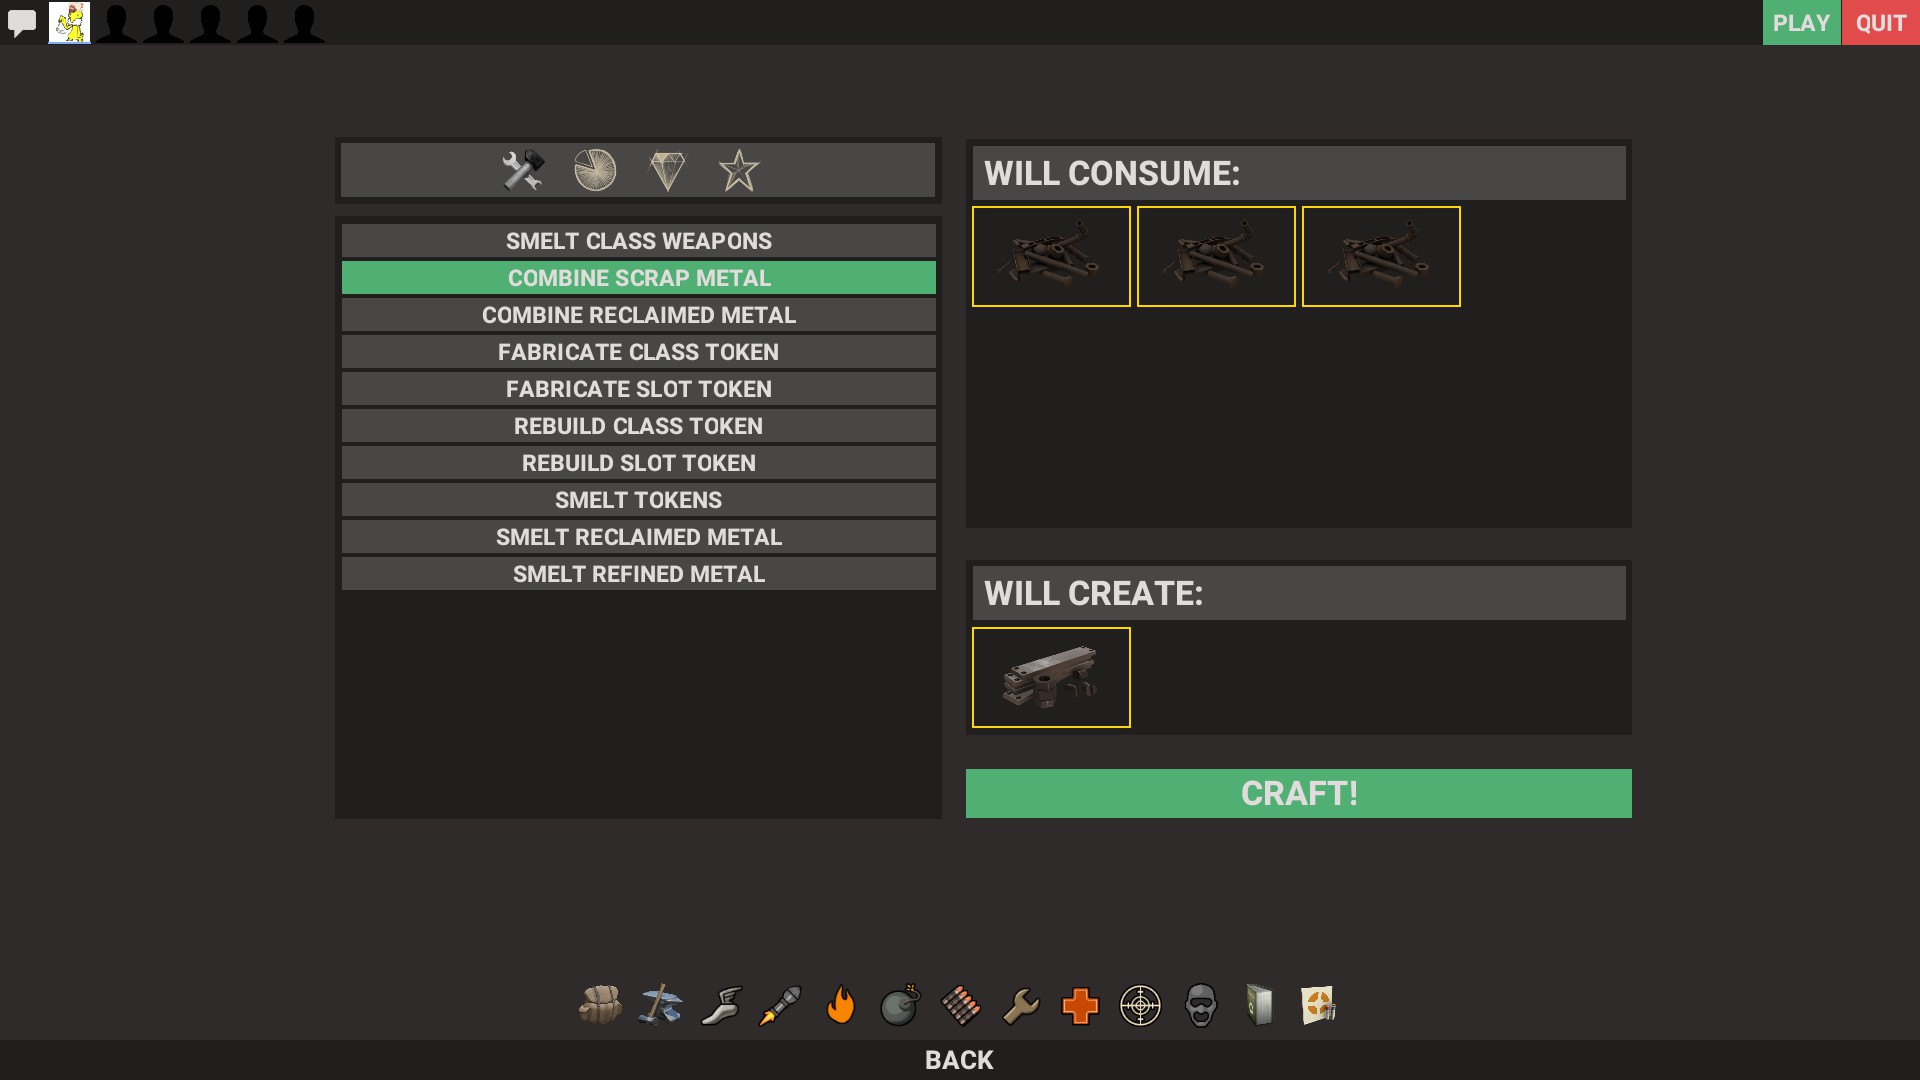 PLAY QUIT
WILL CONSUME:
SMELT CLASS WEAPONS
COMBINE SCRAP METAL
COMBINE RECLAIMED METAL
FABRICATE CLASS TOKEN
FABRICATE SLOT TOKEN
REBUILD CLASS TOKEN
REBUILD SLOT TOKEN
SMELT TOKENS
SMELT RECLAIMED METAL
SMELT REFINED METAL
WILL CREATE:
CRAFT!
BACK